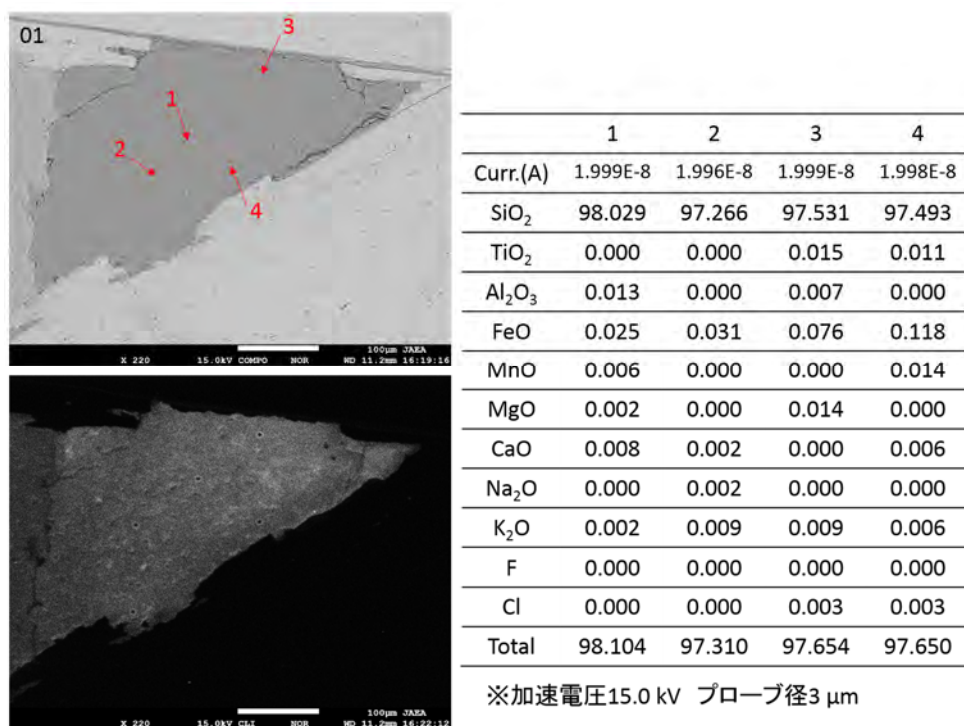 01
3
1
2
4
100μm JAEA
X 220 15.0kV COMPO NOR WD 11.2mm 16:19:16
100μm JAEA
X 220 15.0kV CLI NOR WD 11.2mm 16:22:12
1 2 3 4
Curr.(A) 1.999E-8 1.996E-8 1.999E-8 1.998E-8
SiO₂ 98.029 97.266 97.531 97.493
TiO₂ 0.000 0.000 0.015 0.011
Al₂O₃ 0.013 0.000 0.007 0.000
FeO 0.025 0.031 0.076 0.118
MnO 0.006 0.000 0.000 0.014
MgO 0.002 0.000 0.014 0.000
CaO 0.008 0.002 0.000 0.006
Na₂O 0.000 0.002 0.000 0.000
K₂O 0.002 0.009 0.009 0.006
F 0.000 0.000 0.000 0.000
Cl 0.000 0.000 0.003 0.003
Total 98.104 97.310 97.654 97.650
※加速電圧15.0 kV プローブ径3 μm